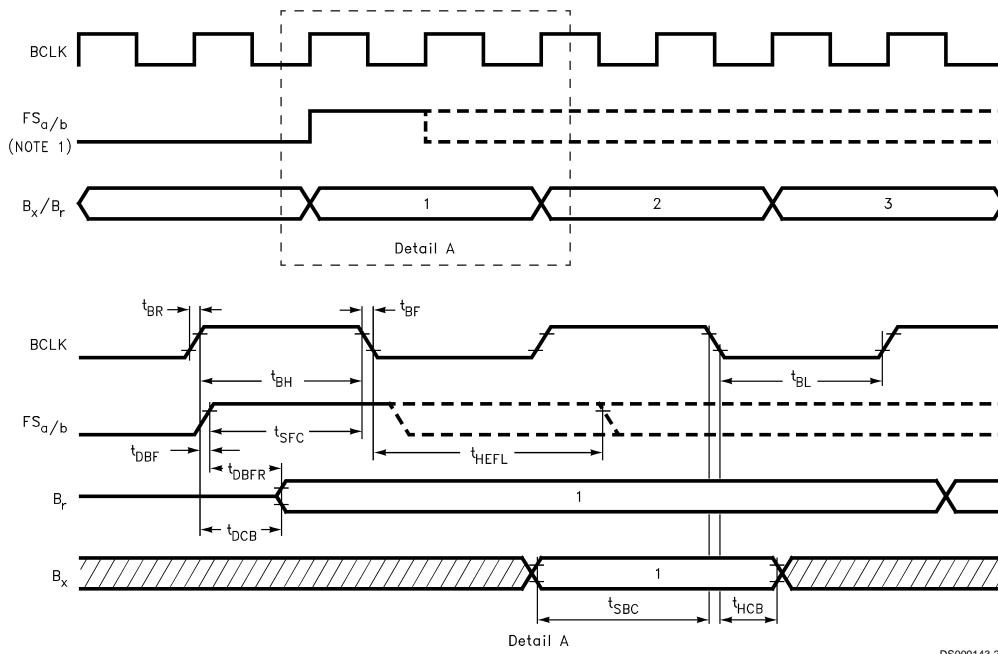 BCLK
FSa/b
(NOTE 1)
Bx/Br
1
2
3
Detail A
tBR
tBF
BCLK
tBH
tBL
FSa/b
tSFC
tDBF
tDBFR
tHEFL
Br
1
tDCB
Bx
1
tSBC
tHCB
Detail A